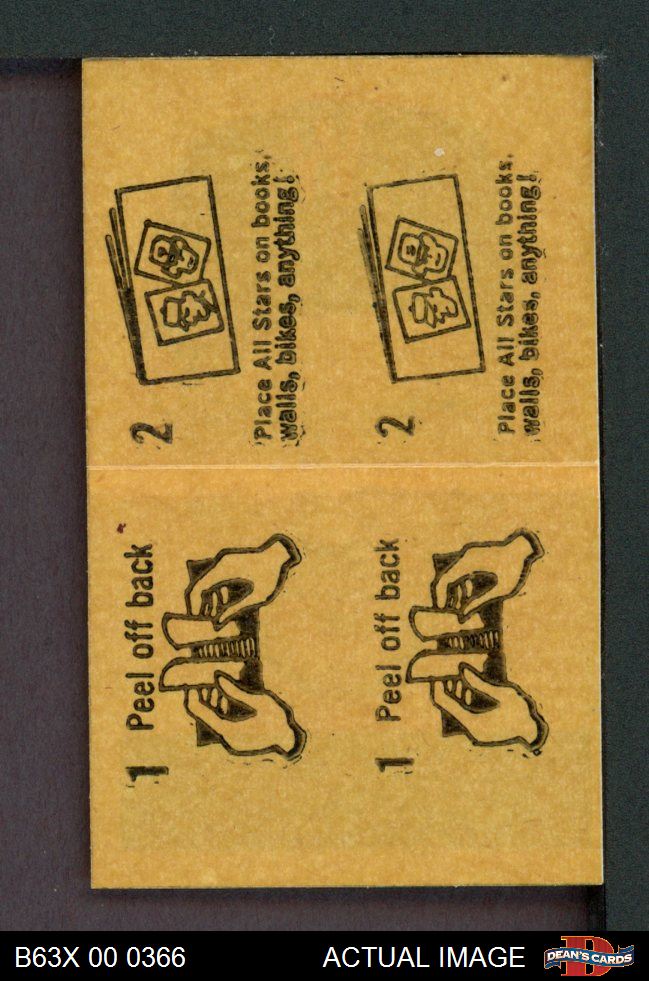 1 Peel off back
2
Place All Stars on books,
walls, bikes, anything!
1 Peel off back
2
Place All Stars on books,
walls, bikes, anything!
B63X 00 0366
ACTUAL IMAGE
DEAN'S CARDS